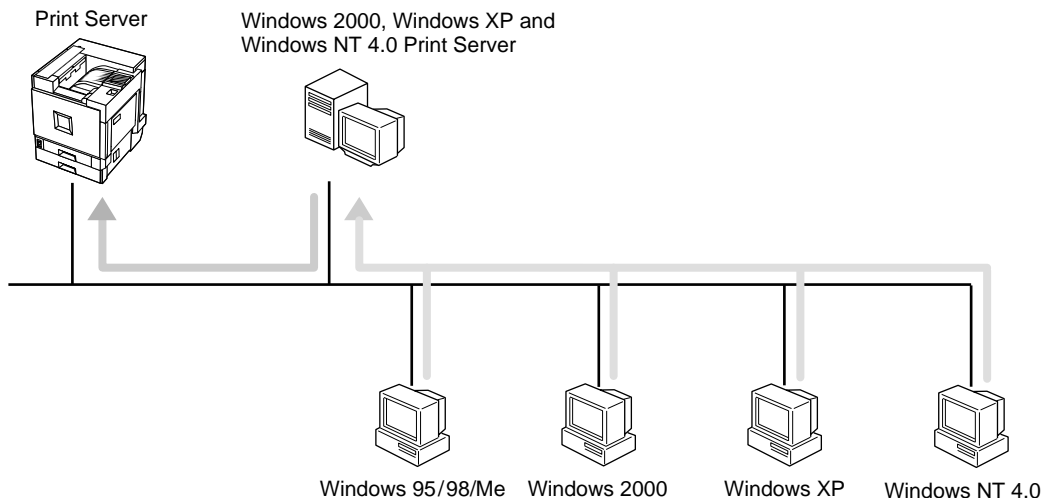 Print Server
Windows 2000, Windows XP and
Windows NT 4.0 Print Server
Windows 95/98/Me
Windows 2000
Windows XP
Windows NT 4.0